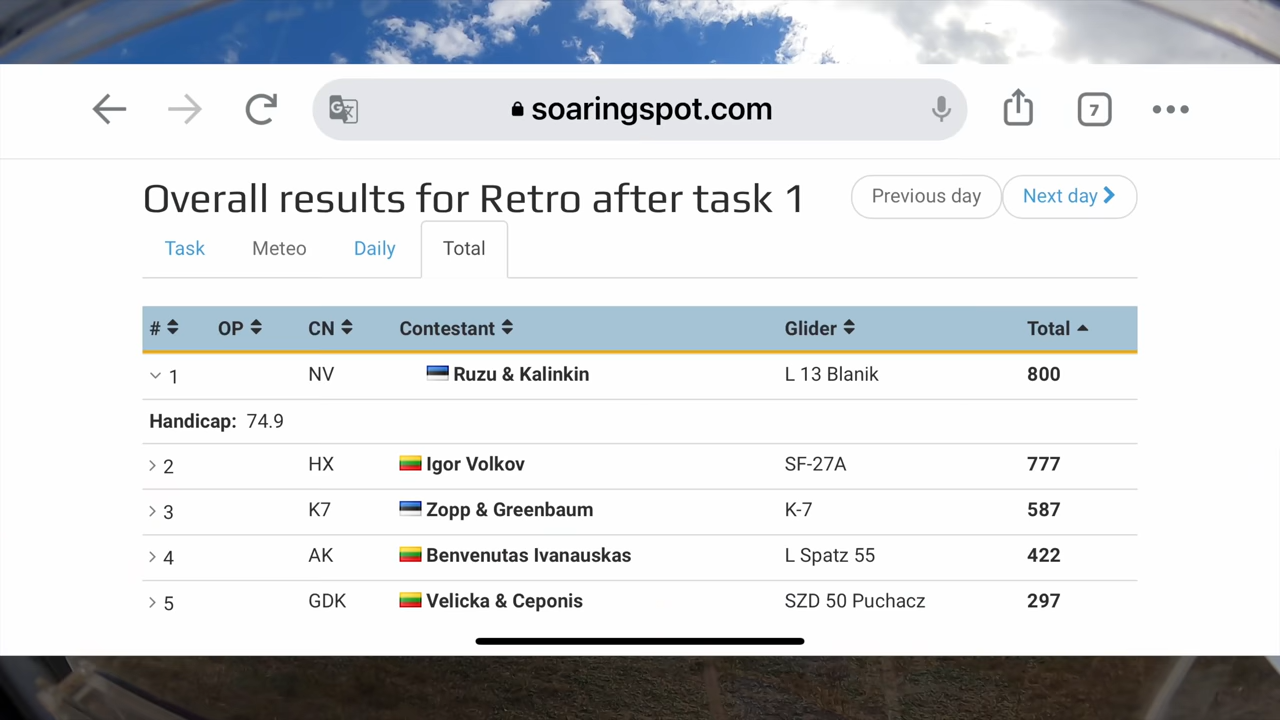 soaringspot.com
7
Overall results for Retro after task 1
Previous day
Next day
Task Meteo Daily Total
# OP CN Contestant Glider Total
1 NV Ruzu & Kalinkin L 13 Blanik 800
Handicap: 74.9
2 HX Igor Volkov SF-27A 777
3 K7 Zopp & Greenbaum K-7 587
4 AK Benvenutas Ivanauskas L Spatz 55 422
5 GDK Velicka & Ceponis SZD 50 Puchacz 297